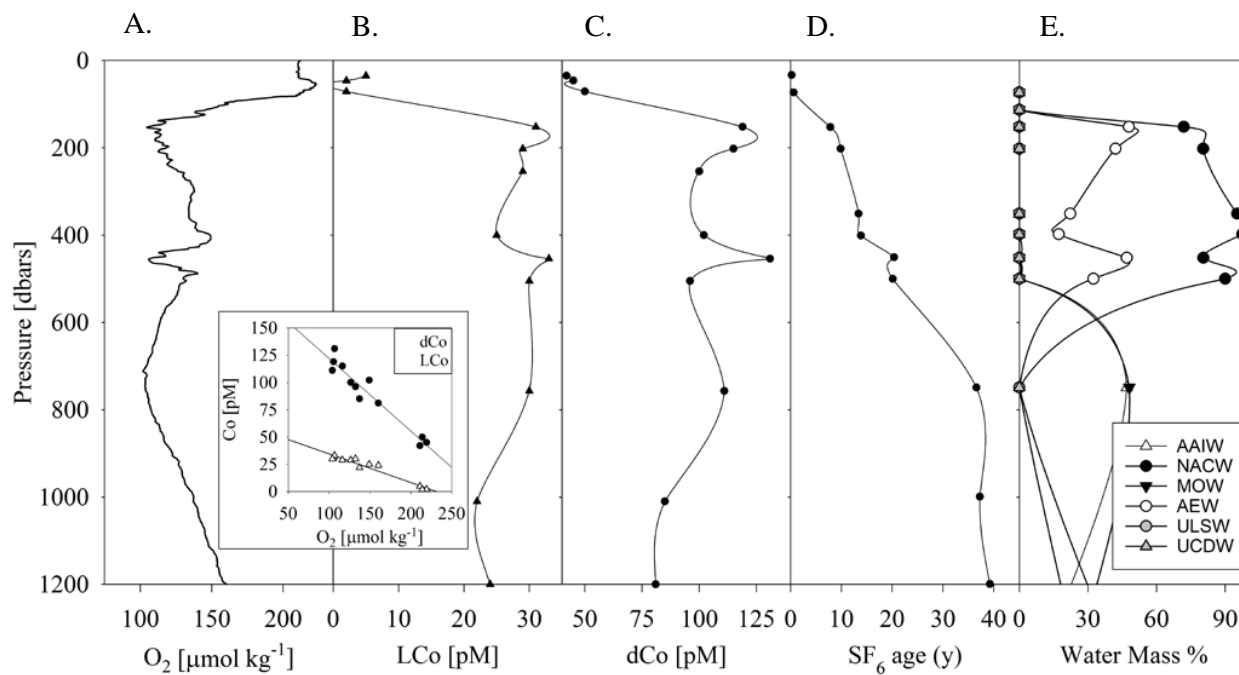 A. B. C. D. E.
0
200
400
600
800
1000
1200
Pressure [dbars]
100 150 200
O2 [μmol kg-1]
0 10 20 30
LCo [pM]
50 75 100 125
dCo [pM]
0 10 20 30 40
SF6 age (y)
0 30 60 90
Water Mass %
150
125
100
75
50
25
0
Co [pM]
dCo
LCo
50 100 150 200 250
O2 [μmol kg-1]
AAIW
NACW
MOW
AEW
ULSW
UCDW